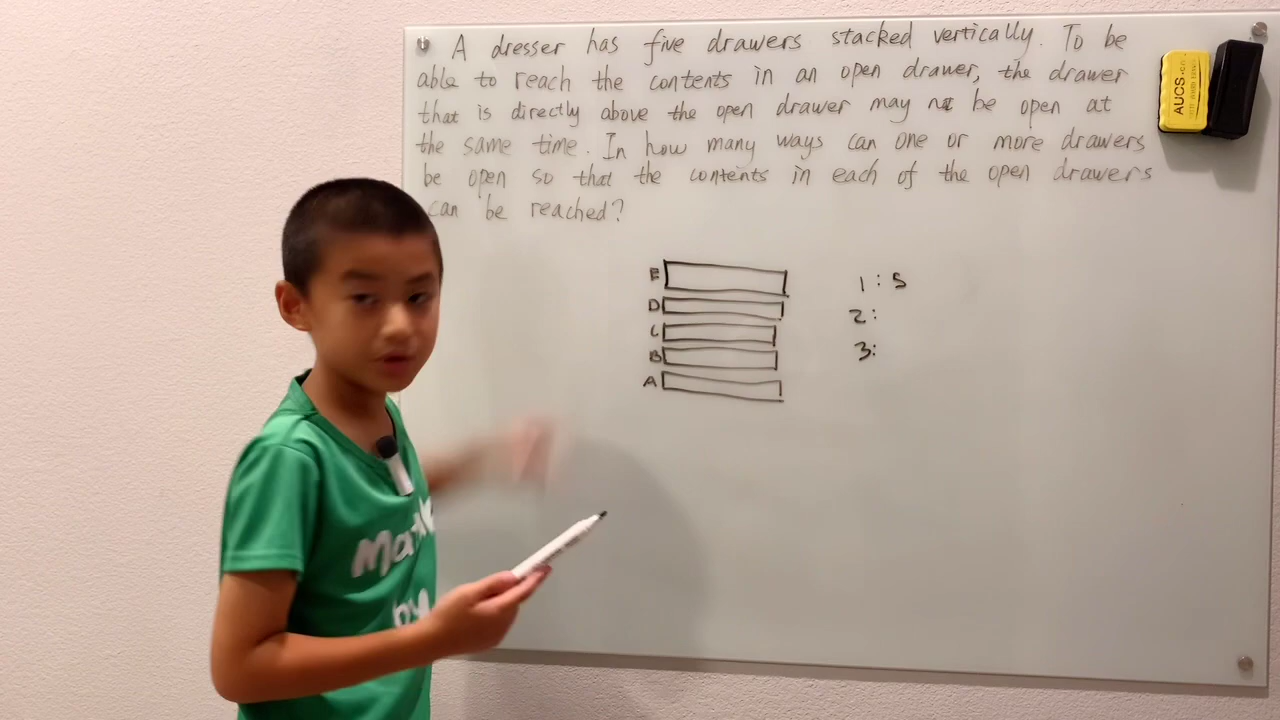 A dresser has five drawers stacked vertically. To be
able to reach the contents in an open drawer, the drawer
that is directly above the open drawer may not be open at
the same time. In how many ways can one or more drawers
be open so that the contents in each of the open drawers
can be reached?
E
D
C
B
A
1: 5
2:
3:
AUCS
by